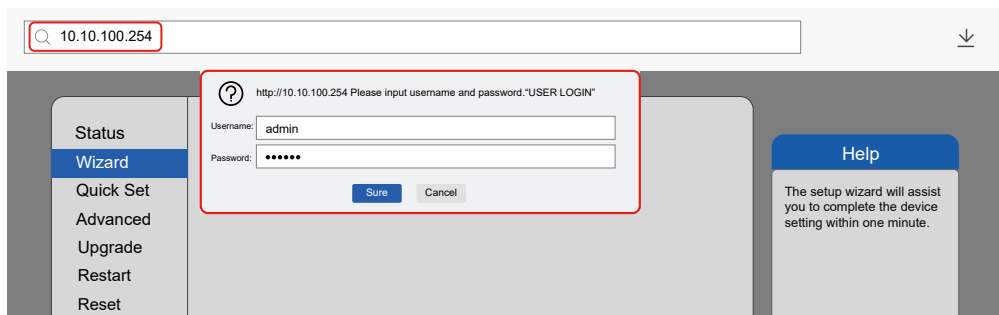 10.10.100.254
http://10.10.100.254 Please input username and password.“USER LOGIN”
Username:
admin
Password:
••••••
Sure
Cancel
Status
Wizard
Quick Set
Advanced
Upgrade
Restart
Reset
Help
The setup wizard will assist
you to complete the device
setting within one minute.